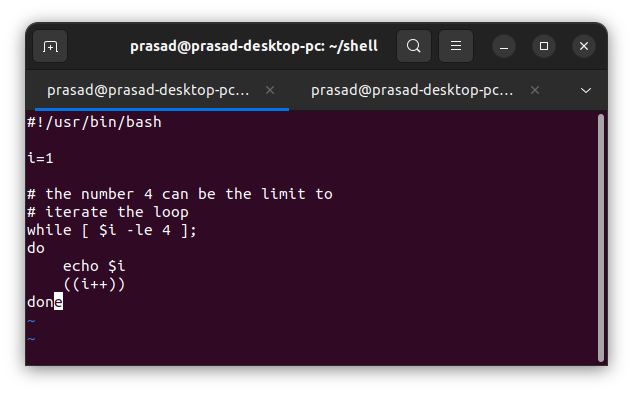 prasad@prasad-desktop-pc: ~/shell
prasad@prasad-desktop-pc... prasad@prasad-desktop-pc...
#!/usr/bin/bash

i=1

# the number 4 can be the limit to
# iterate the loop
while [ $i -le 4 ];
do
    echo $i
    ((i++))
done
~
~